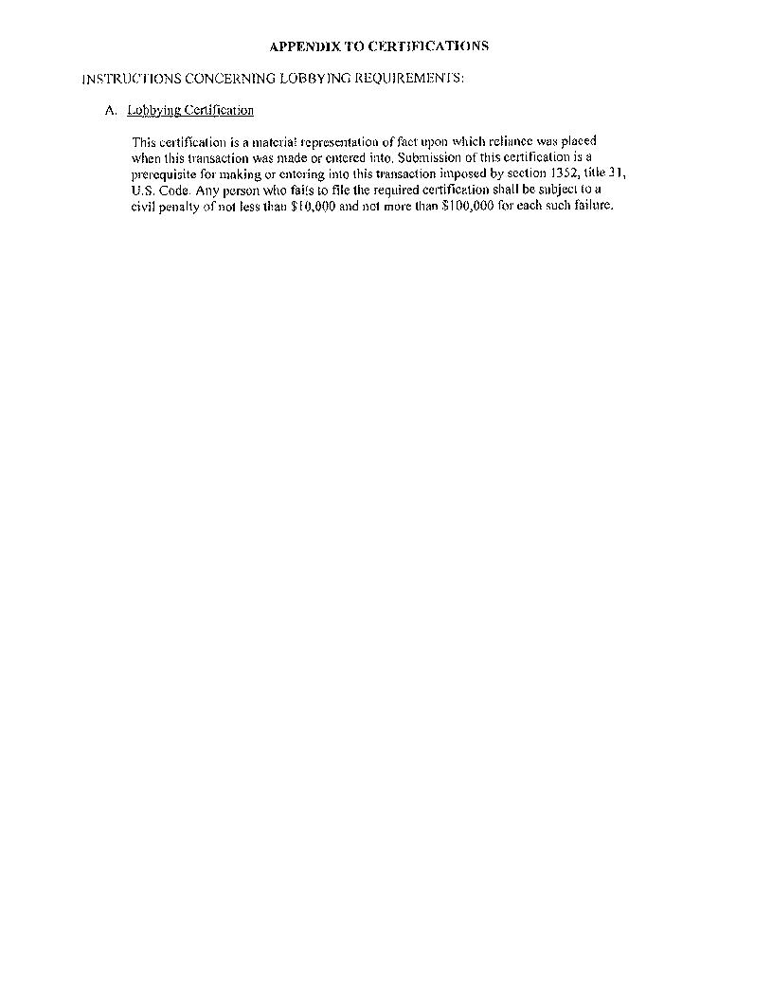 APPENDIX TO CERTIFICATIONS
INSTRUCTIONS CONCERNING LOBBYING REQUIREMENTS:
A. Lobbying Certification
This certification is a material representation of fact upon which reliance was placed
when this transaction was made or entered into. Submission of this certification is a
prerequisite for making or entering into this transaction imposed by section 1352, title 31,
U.S. Code. Any person who fails to file the required certification shall be subject to a
civil penalty of not less than $10,000 and not more than $100,000 for each such failure.